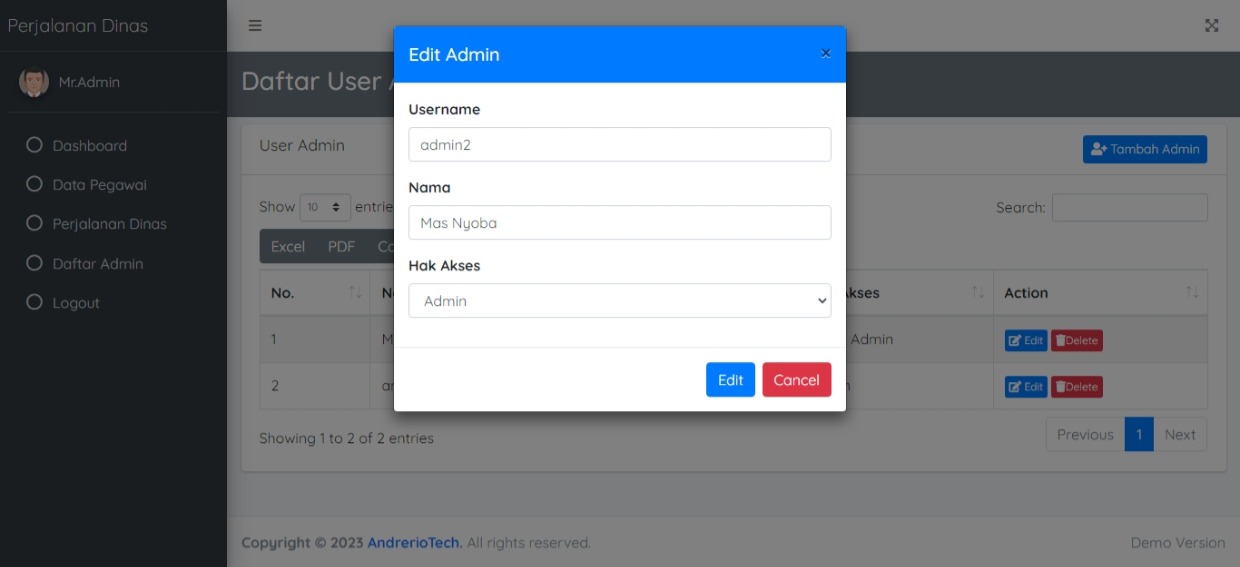 Perjalanan Dinas
Mr.Admin
Dashboard
Data Pegawai
Perjalanan Dinas
Daftar Admin
Logout
Daftar User
User Admin
Tambah Admin
Show 10
Search:
Excel PDF
No.
Akses Action
1
Admin
Edit Delete
2
Edit Delete
Showing 1 to 2 of 2 entries
Previous 1 Next
Copyright © 2023 AndrerioTech. All rights reserved.
Demo Version
Edit Admin
×
Username
admin2
Nama
Mas Nyoba
Hak Akses
Admin
Edit Cancel